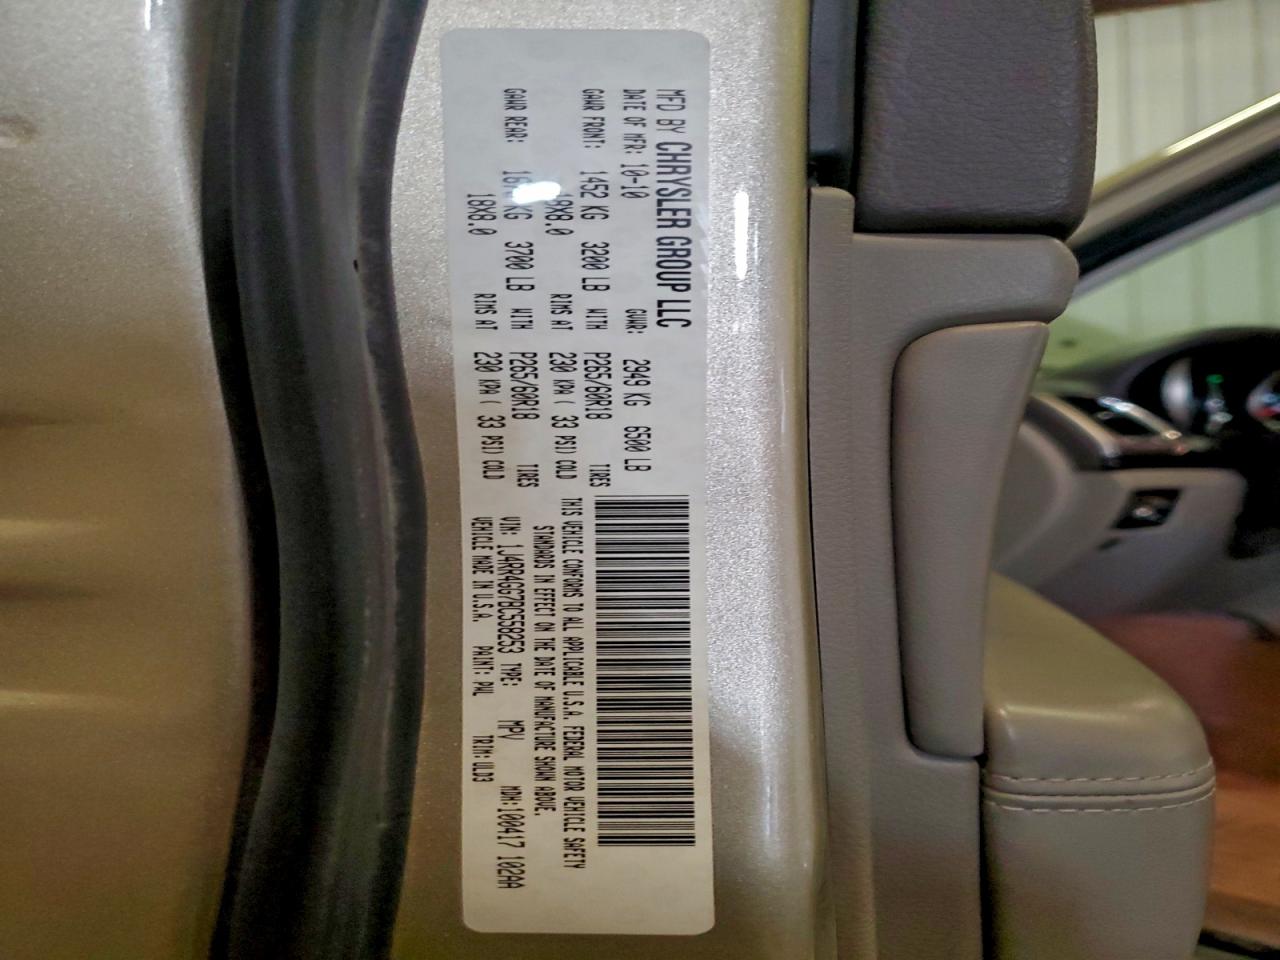 MFD BY CHRYSLER GROUP LLC
DATE OF MFR: 10-10 GVWR: 2949 KG 6500 LB
GAWR FRONT: 1452 KG 3200 LB WITH P265/60R18 TIRES
18X8.0 RIMS AT 230 KPA ( 33 PSI) COLD
GAWR REAR: KG 3700 LB WITH P265/60R18 TIRES
18X8.0 RIMS AT 230 KPA ( 33 PSI) COLD
THIS VEHICLE CONFORMS TO ALL APPLICABLE U.S.A. FEDERAL MOTOR VEHICLE SAFETY
STANDARDS IN EFFECT ON THE DATE OF MANUFACTURE SHOWN ABOVE.
VIN: 1J4RR4GG7BC558253 TYPE: MPV MDH:100417 102AA
VEHICLE MADE IN U.S.A. PAINT: PHL TRIM: ULD3